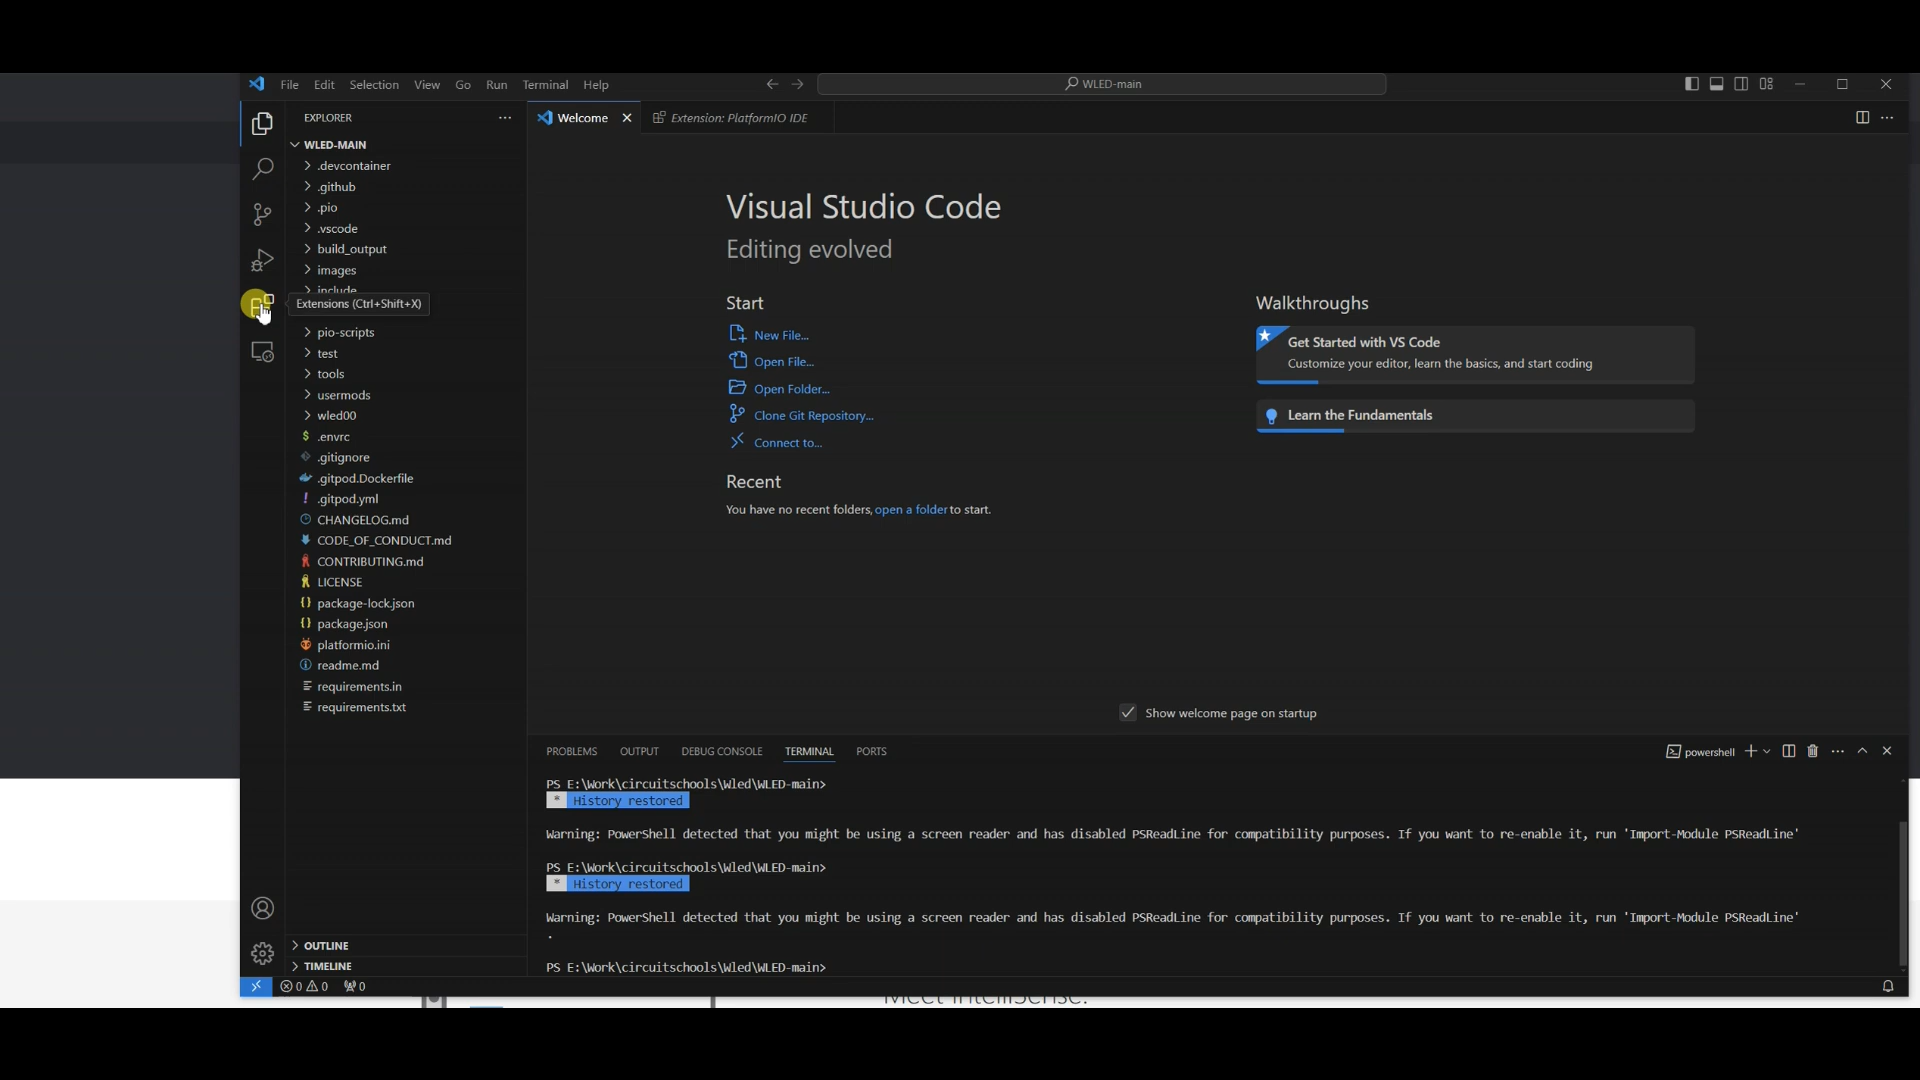 File Edit Selection View Go Run Terminal Help
WLED-main
EXPLORER
Welcome
Extension: PlatformIO IDE
WLED-MAIN
.devcontainer
.github
.pio
.vscode
build_output
images
include
Extensions (Ctrl+Shift+X)
pio-scripts
test
tools
usermods
wled00
.envrc
.gitignore
.gitpod.Dockerfile
.gitpod.yml
CHANGELOG.md
CODE_OF_CONDUCT.md
CONTRIBUTING.md
LICENSE
package-lock.json
package.json
platformio.ini
readme.md
requirements.in
requirements.txt
OUTLINE
TIMELINE
Visual Studio Code
Editing evolved
Start
New File...
Open File...
Open Folder...
Clone Git Repository...
Connect to...
Recent
You have no recent folders, open a folder to start.
Walkthroughs
Get Started with VS Code
Customize your editor, learn the basics, and start coding
Learn the Fundamentals
Show welcome page on startup
PROBLEMS OUTPUT DEBUG CONSOLE TERMINAL PORTS
powershell
PS E:\Work\circuitschools\Wled\WLED-main>
* History restored
Warning: PowerShell detected that you might be using a screen reader and has disabled PSReadLine for compatibility purposes. If you want to re-enable it, run 'Import-Module PSReadLine'
PS E:\Work\circuitschools\Wled\WLED-main>
* History restored
Warning: PowerShell detected that you might be using a screen reader and has disabled PSReadLine for compatibility purposes. If you want to re-enable it, run 'Import-Module PSReadLine'
.
PS E:\Work\circuitschools\Wled\WLED-main>
0 0 0
Meet IntelliSense.